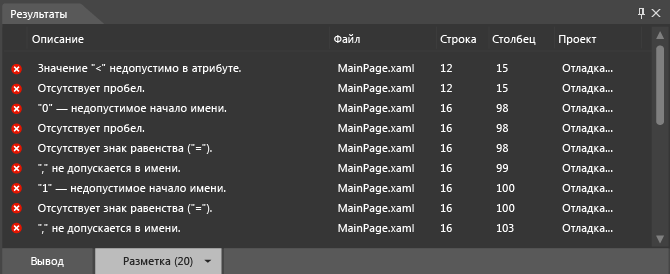 Результаты
Описание Файл Строка Столбец Проект
Значение "<" недопустимо в атрибуте. MainPage.xaml 12 15 Отладка...
Отсутствует пробел. MainPage.xaml 12 15 Отладка...
"0" — недопустимое начало имени. MainPage.xaml 16 98 Отладка...
Отсутствует пробел. MainPage.xaml 16 98 Отладка...
Отсутствует знак равенства ("="). MainPage.xaml 16 98 Отладка...
"," не допускается в имени. MainPage.xaml 16 99 Отладка...
"1" — недопустимое начало имени. MainPage.xaml 16 100 Отладка...
Отсутствует знак равенства ("="). MainPage.xaml 16 100 Отладка...
"," не допускается в имени. MainPage.xaml 16 103 Отладка...
Вывод Разметка (20)